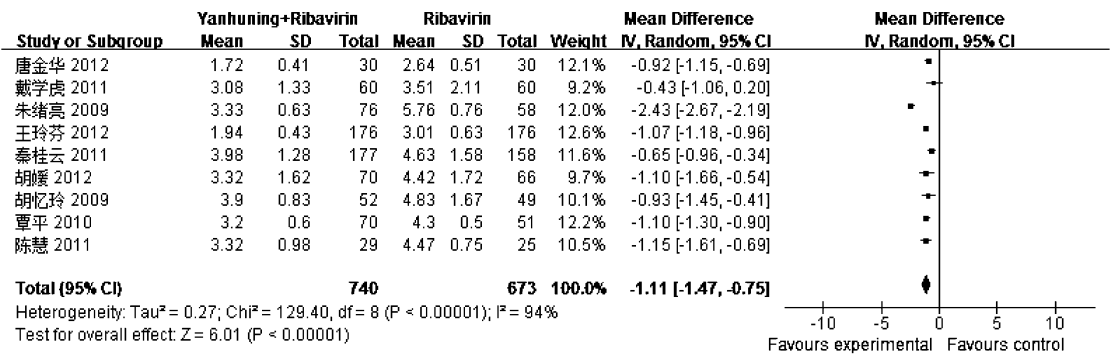 Yanhuning+Ribavirin Ribavirin Mean Difference Mean Difference
Study or Subgroup Mean SD Total Mean SD Total Weight IV, Random, 95% CI IV, Random, 95% CI
唐金华 2012 1.72 0.41 30 2.64 0.51 30 12.1% -0.92 [-1.15, -0.69]
戴学虎 2011 3.08 1.33 60 3.51 2.11 60 9.2% -0.43 [-1.06, 0.20]
朱绪亮 2009 3.33 0.63 76 5.76 0.76 58 12.0% -2.43 [-2.67, -2.19]
王玲芬 2012 1.94 0.43 176 3.01 0.63 176 12.6% -1.07 [-1.18, -0.96]
秦桂云 2011 3.98 1.28 177 4.63 1.58 158 11.6% -0.65 [-0.96, -0.34]
胡媛 2012 3.32 1.62 70 4.42 1.72 66 9.7% -1.10 [-1.66, -0.54]
胡忆玲 2009 3.9 0.83 52 4.83 1.67 49 10.1% -0.93 [-1.45, -0.41]
覃平 2010 3.2 0.6 70 4.3 0.5 51 12.2% -1.10 [-1.30, -0.90]
陈慧 2011 3.32 0.98 29 4.47 0.75 25 10.5% -1.15 [-1.61, -0.69]
Total (95% CI) 740 673 100.0% -1.11 [-1.47, -0.75]
Heterogeneity: Tau² = 0.27; Chi² = 129.40, df = 8 (P < 0.00001); I² = 94%
Test for overall effect: Z = 6.01 (P < 0.00001)
-10 -5 0 5 10
Favours experimental Favours control